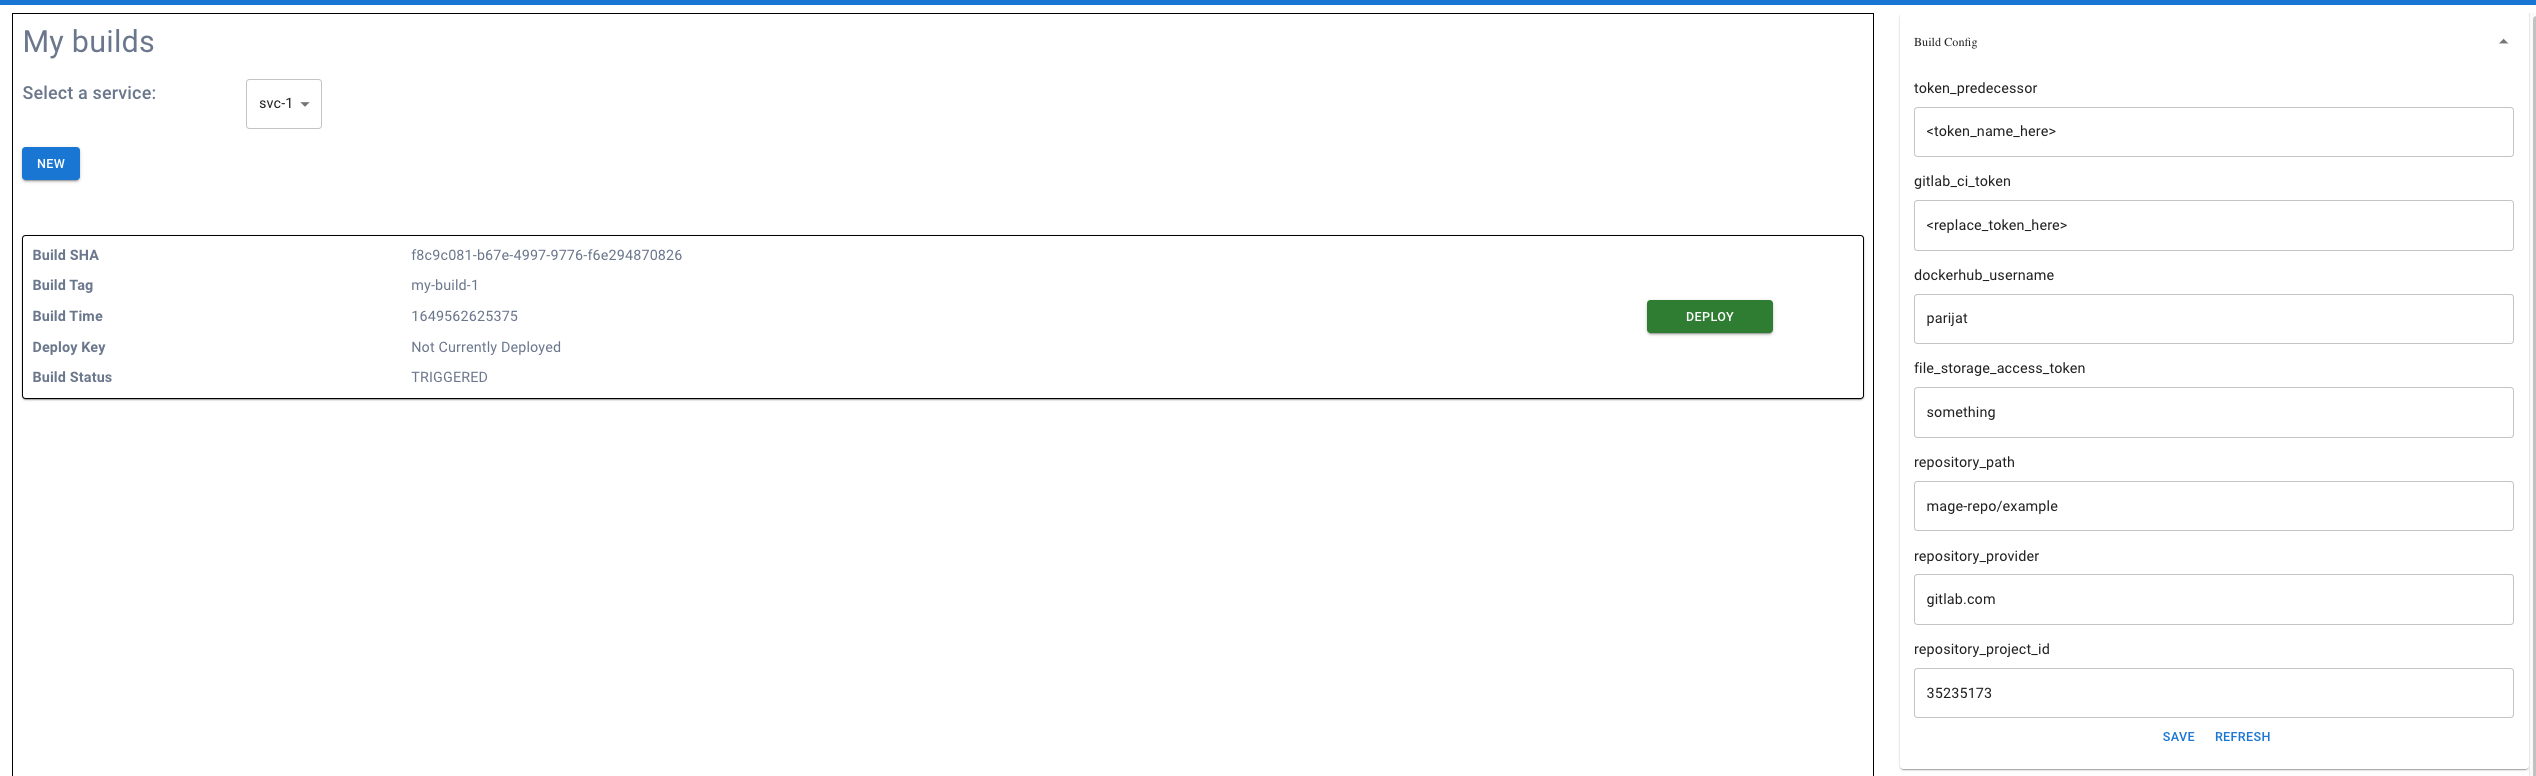 My builds
Select a service:
svc-1
NEW
Build SHA f8c9c081-b67e-4997-9776-f6e294870826
Build Tag my-build-1
Build Time 1649562625375
Deploy Key Not Currently Deployed
Build Status TRIGGERED
DEPLOY
Build Config
token_predecessor
<token_name_here>
gitlab_ci_token
<replace_token_here>
dockerhub_username
parijat
file_storage_access_token
something
repository_path
mage-repo/example
repository_provider
gitlab.com
repository_project_id
35235173
SAVE REFRESH